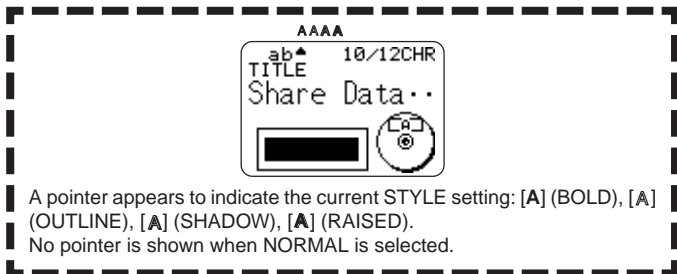 AAAA
ab 10/12CHR
TITLE
Share Data··
A
A pointer appears to indicate the current STYLE setting: [A] (BOLD), [A]
(OUTLINE), [A] (SHADOW), [A] (RAISED).
No pointer is shown when NORMAL is selected.